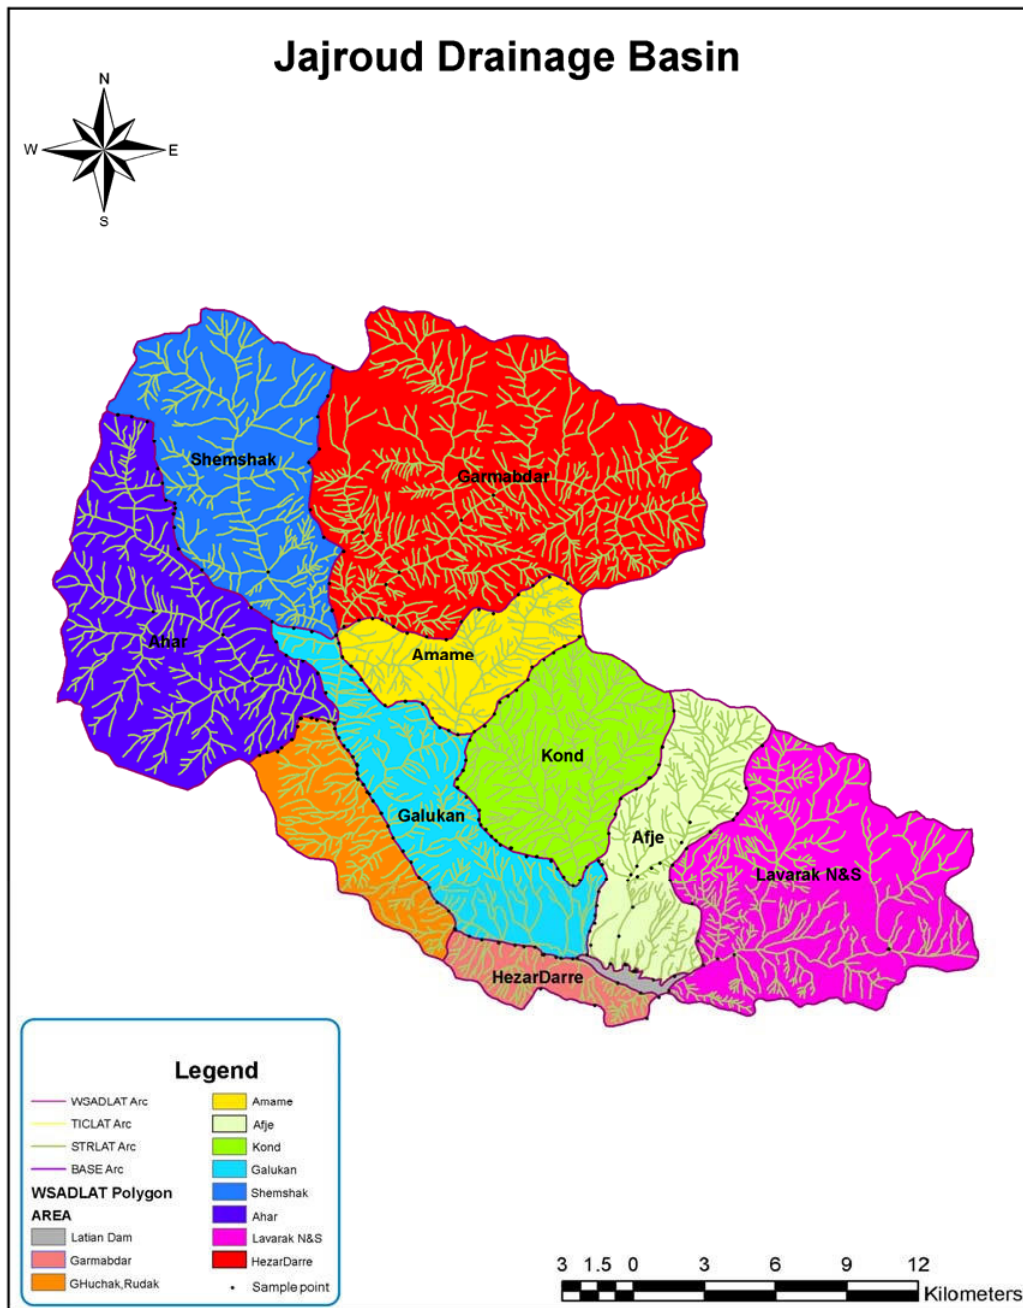 Jajroud Drainage Basin
N
W E
S
Shemshak
Garmabdar
Ahar
Amame
Kond
Galukan
Afje
Lavarak N&S
HezarDarre
Legend
WSADLAT Arc
TICLAT Arc
STRLAT Arc
BASE Arc
WSADLAT Polygon
AREA
Latian Dam
Garmabdar
GHuchak,Rudak
Amame
Afje
Kond
Galukan
Shemshak
Ahar
Lavarak N&S
HezarDarre
Sample point
3 1.5 0 3 6 9 12
Kilometers